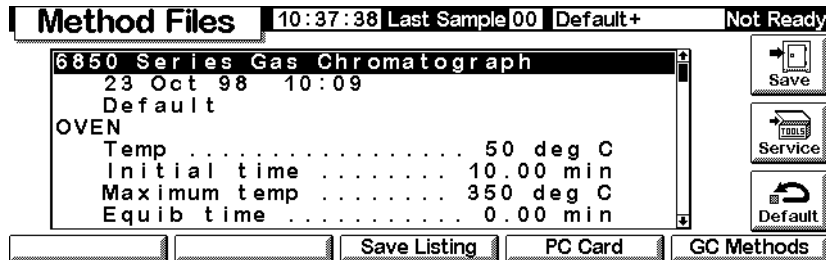 Method Files 10:37:38 Last Sample 00 Default+ Not Ready
6850 Series Gas Chromatograph
23 Oct 98 10:09
Default
OVEN
Temp .................. 50 deg C
Initial time ........ 10.00 min
Maximum temp ........ 350 deg C
Equib time ........... 0.00 min
Save
TOOLS
Service
Default
Save Listing PC Card GC Methods